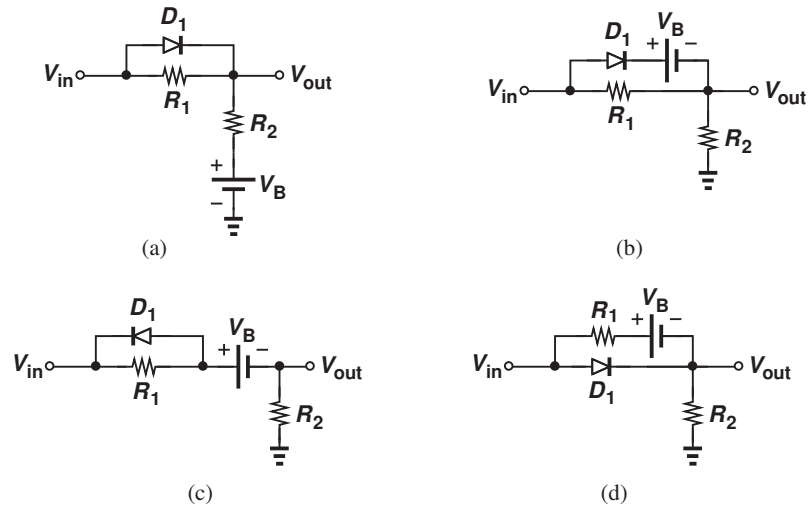 D1
Vin
R1
Vout
R2
+
VB
−
(a)
D1
+
VB
−
Vin
R1
Vout
R2
(b)
D1
Vin
R1
+
VB
−
Vout
R2
(c)
R1
+
VB
−
Vin
D1
Vout
R2
(d)